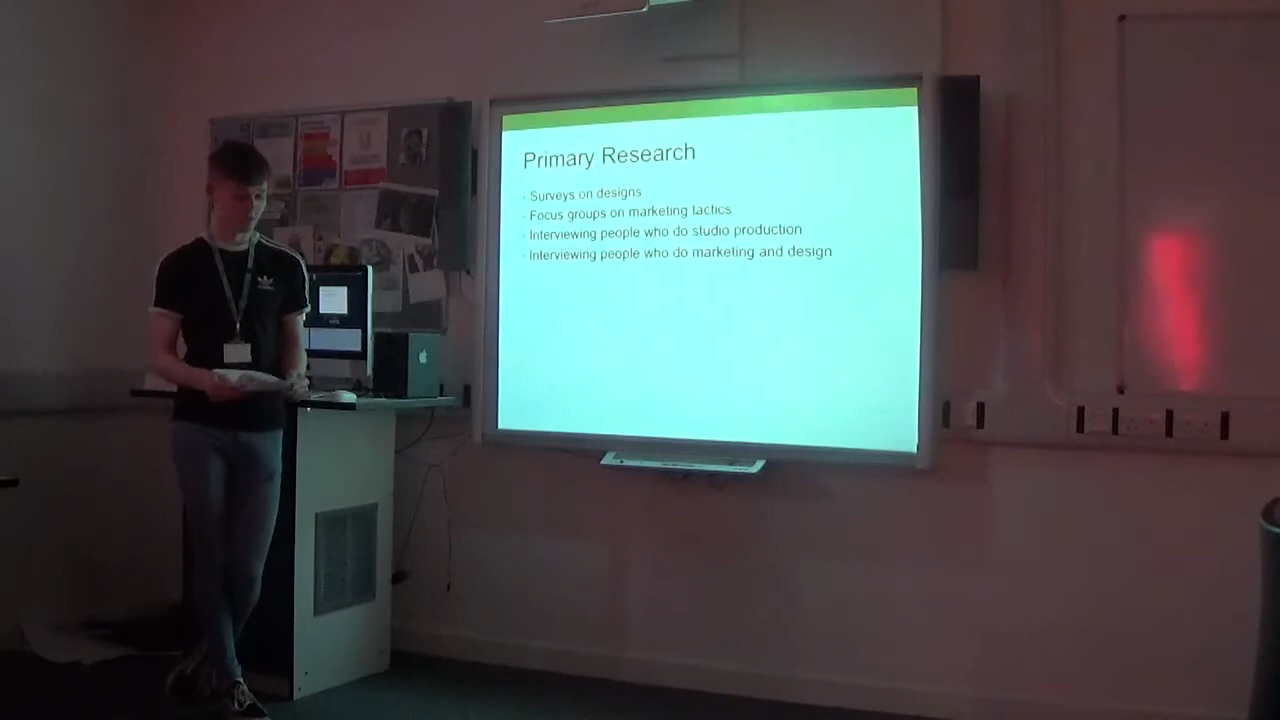 Primary Research
· Surveys on designs
· Focus groups on marketing tactics
· Interviewing people who do studio production
· Interviewing people who do marketing and design